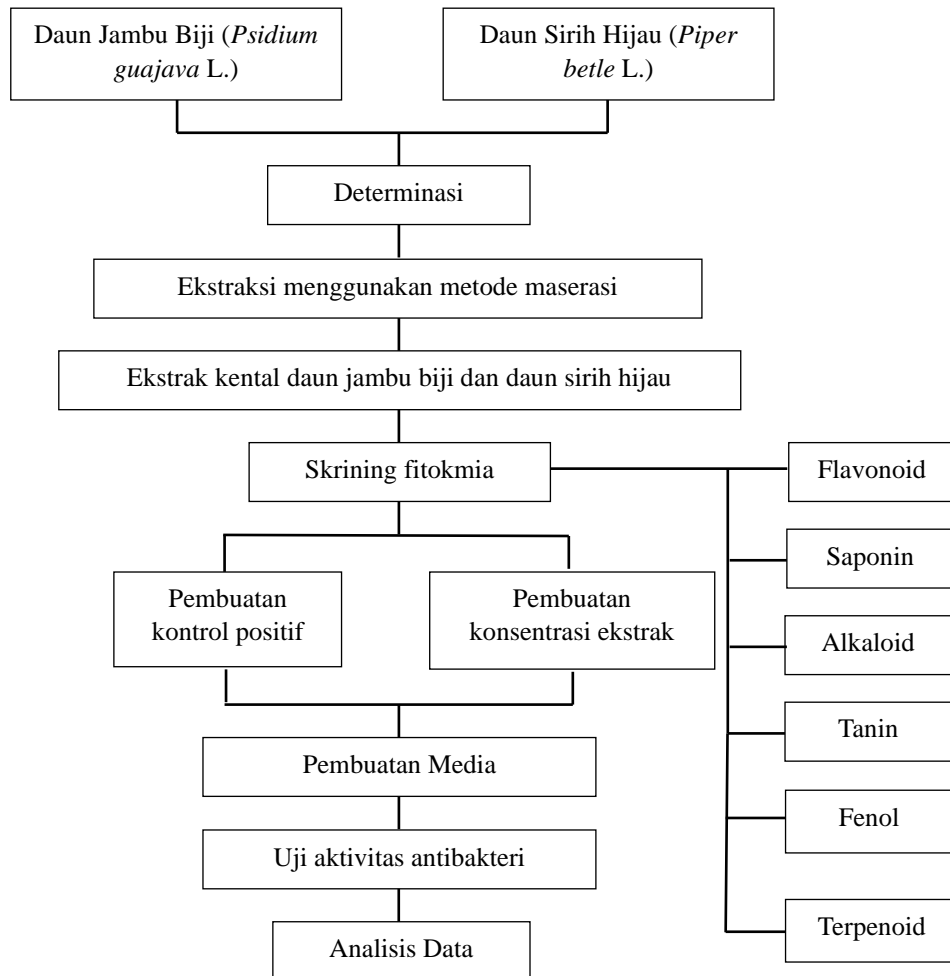 Daun Jambu Biji (Psidium
guajava L.)
Daun Sirih Hijau (Piper
betle L.)
Determinasi
Ekstraksi menggunakan metode maserasi
Ekstrak kental daun jambu biji dan daun sirih hijau
Skrining fitokmia
Flavonoid
Saponin
Alkaloid
Tanin
Fenol
Terpenoid
Pembuatan
kontrol positif
Pembuatan
konsentrasi ekstrak
Pembuatan Media
Uji aktivitas antibakteri
Analisis Data